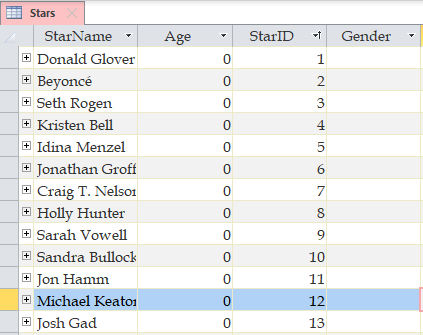 Stars
StarName Age StarID Gender
Donald Glover 0 1
Beyoncé 0 2
Seth Rogen 0 3
Kristen Bell 0 4
Idina Menzel 0 5
Jonathan Groff 0 6
Craig T. Nelson 0 7
Holly Hunter 0 8
Sarah Vowell 0 9
Sandra Bullock 0 10
Jon Hamm 0 11
Michael Keaton 0 12
Josh Gad 0 13